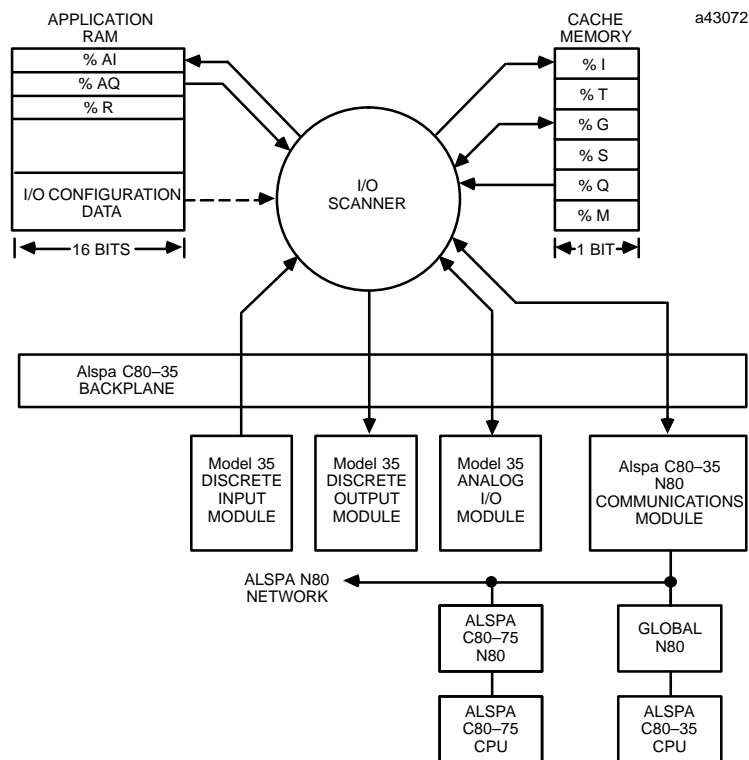 a43072
APPLICATION
RAM
% AI
% AQ
% R
I/O CONFIGURATION
DATA
16 BITS
I/O
SCANNER
CACHE
MEMORY
% I
% T
% G
% S
% Q
% M
1 BIT
Alspa C80–35
BACKPLANE
Model 35
DISCRETE
INPUT
MODULE
Model 35
DISCRETE
OUTPUT
MODULE
Model 35
ANALOG
I/O
MODULE
Alspa C80–35
N80
COMMUNICATIONS
MODULE
ALSPA N80
NETWORK
ALSPA
C80–75
N80
GLOBAL
N80
ALSPA
C80–75
CPU
ALSPA
C80–35
CPU